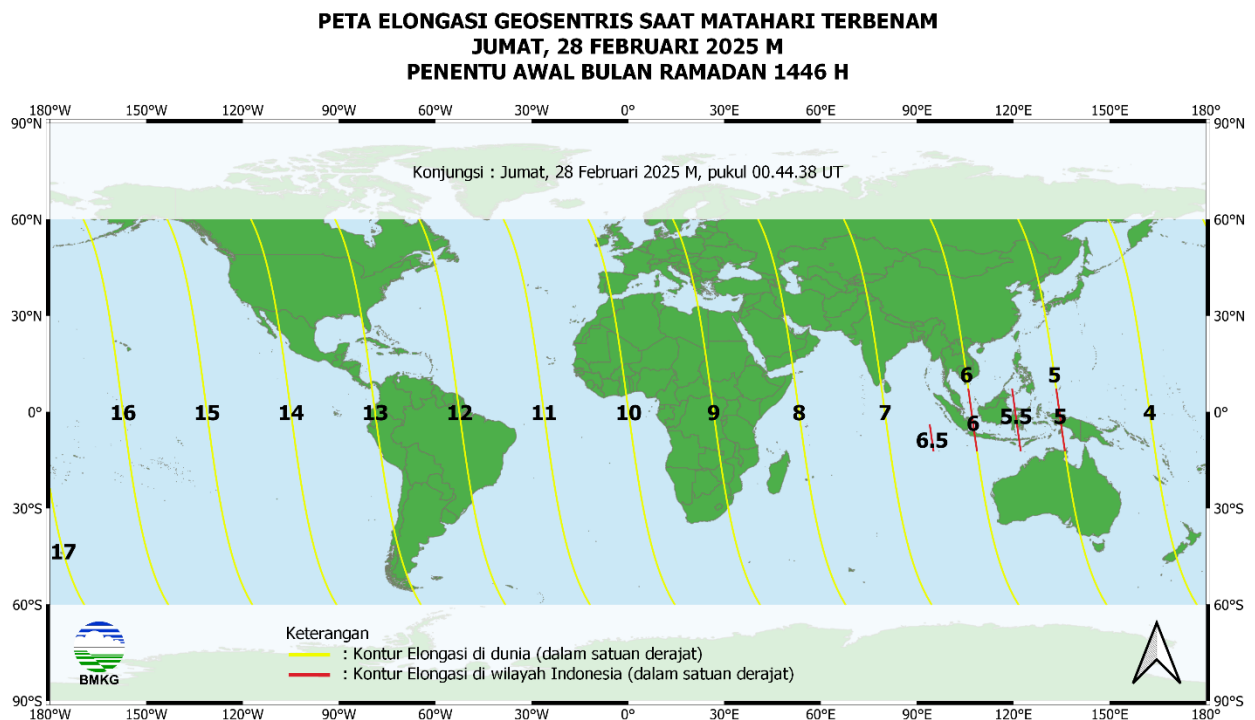 PETA ELONGASI GEOSENTRIS SAAT MATAHARI TERBENAM
JUMAT, 28 FEBRUARI 2025 M
PENENTU AWAL BULAN RAMADAN 1446 H
180°W 150°W 120°W 90°W 60°W 30°W 0° 30°E 60°E 90°E 120°E 150°E 180°
90°N 90°N
Konjungsi : Jumat, 28 Februari 2025 M, pukul 00.44.38 UT
60°N 60°N
30°N 30°N
6 5
0° 16 15 14 13 12 11 10 9 8 7 6 5.5 5 4 0°
6.5
30°S 30°S
17
60°S 60°S
Keterangan
: Kontur Elongasi di dunia (dalam satuan derajat)
: Kontur Elongasi di wilayah Indonesia (dalam satuan derajat)
BMKG
90°S 90°S
180°W 150°W 120°W 90°W 60°W 30°W 0° 30°E 60°E 90°E 120°E 150°E 180°